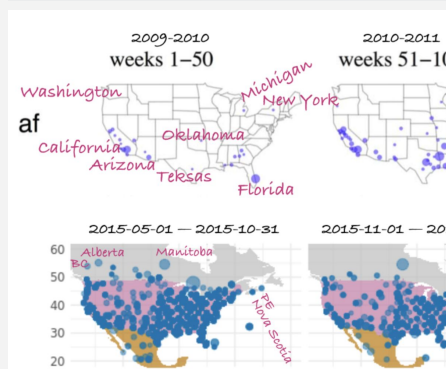 2009-2010
2010-2011
weeks 1–50
weeks 51–10
Michigan
Washington
New York
af
Oklahoma
California
Arizona
Teksas
Florida
2015-05-01 — 2015-10-31
2015-11-01 — 20
60
Alberta
Manitoba
BC
50
PE
Nova Scotia
40
30
20